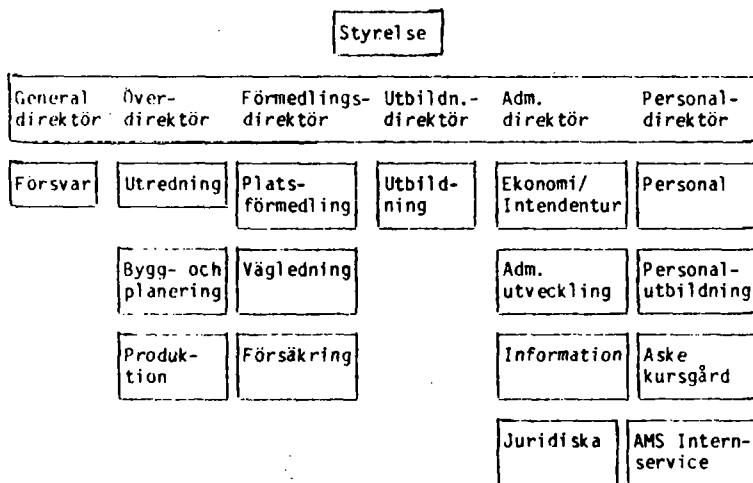 Styrelse
General direktör Över- direktör Förmedlings- direktör Utbildn.- direktör Adm. direktör Personal- direktör
Försvar Utredning Plats- förmedling Utbild- ning Ekonomi/ Intendentur Personal
Bygg- och planering Vägledning Adm. utveckling Personal- utbildning
Produk- tion Försäkring Information Aske kursgård
Juridiska AMS Intern- service